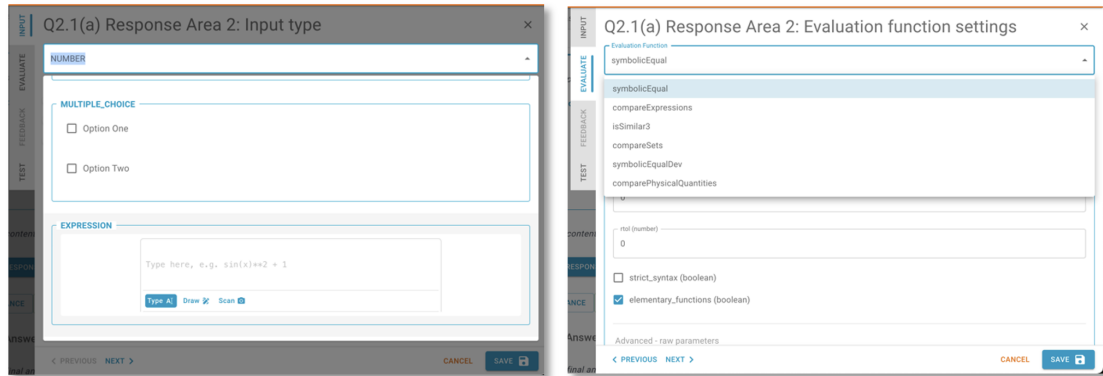 INPUT
EVALUATE
FEEDBACK
TEST
Q2.1(a) Response Area 2: Input type
×
NUMBER
MULTIPLE_CHOICE
Option One
Option Two
EXPRESSION
Type here, e.g. sin(x)**2 + 1
Type A
Draw
Scan
< PREVIOUS
NEXT >
CANCEL
SAVE
INPUT
EVALUATE
FEEDBACK
TEST
Q2.1(a) Response Area 2: Evaluation function settings
×
Evaluation Function
symbolicEqual
symbolicEqual
compareExpressions
isSimilar3
compareSets
symbolicEqualDev
comparePhysicalQuantities
0
rtol (number)
0
strict_syntax (boolean)
elementary_functions (boolean)
Advanced - raw parameters
< PREVIOUS
NEXT >
CANCEL
SAVE